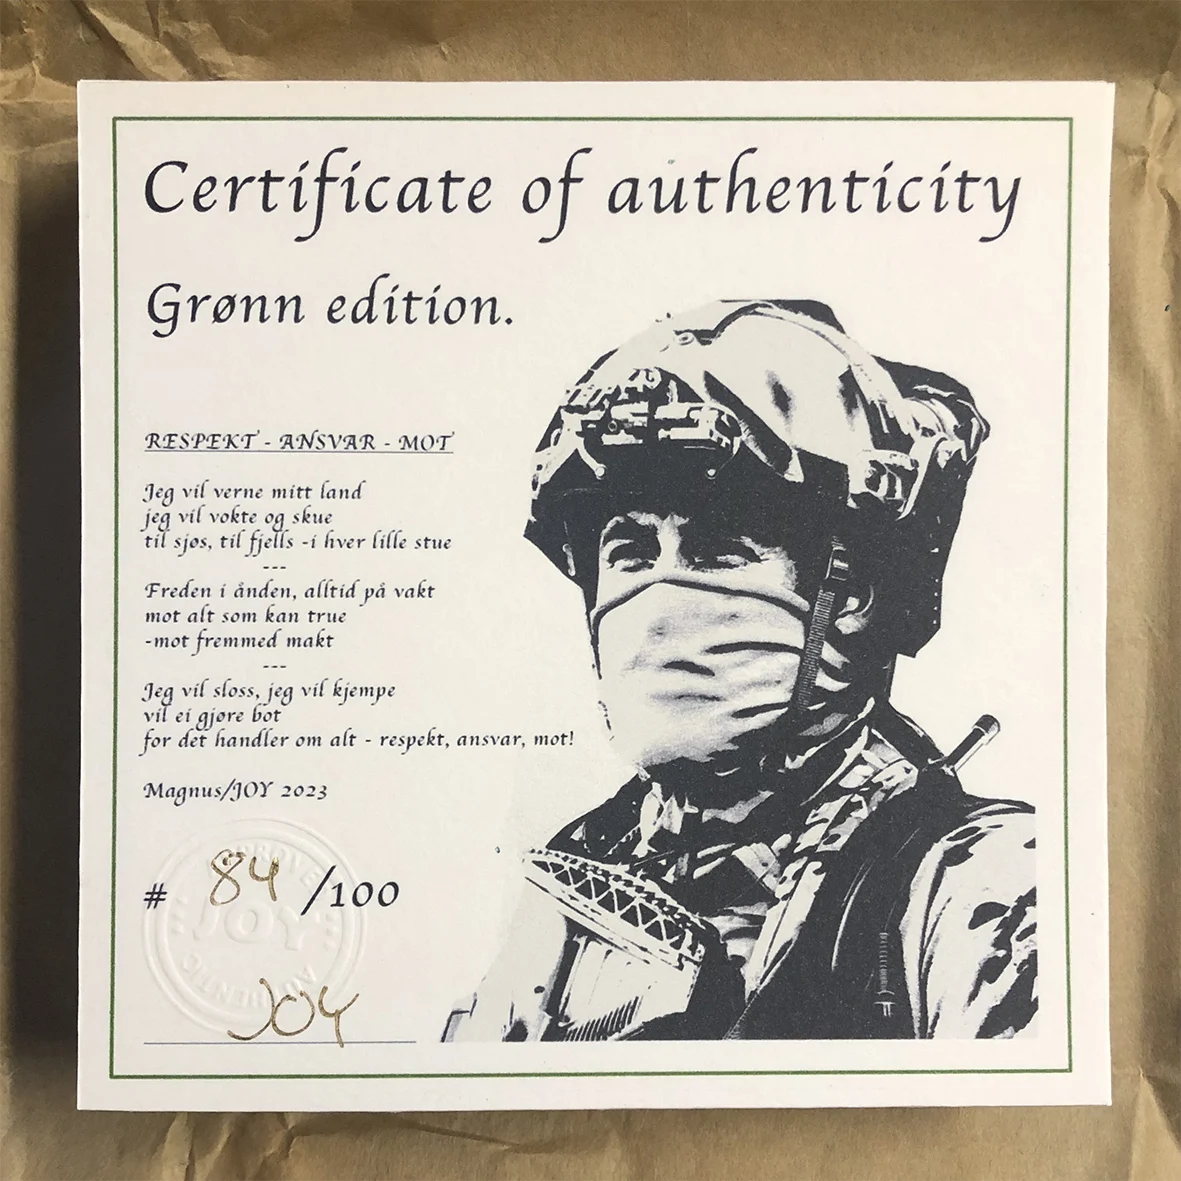 Certificate of authenticity
Grønn edition.
RESPEKT - ANSVAR - MOT
Jeg vil verne mitt land
jeg vil vokte og skue
til sjøs, til fjells -i hver lille stue
---
Freden i ånden, alltid på vakt
mot alt som kan true
-mot fremmed makt
---
Jeg vil sloss, jeg vil kjempe
vil ei gjøre bot
for det handler om alt - respekt, ansvar, mot!
Magnus/JOY 2023
# 84 /100
APPROVED
JOY
AUTHENTIC
JOY